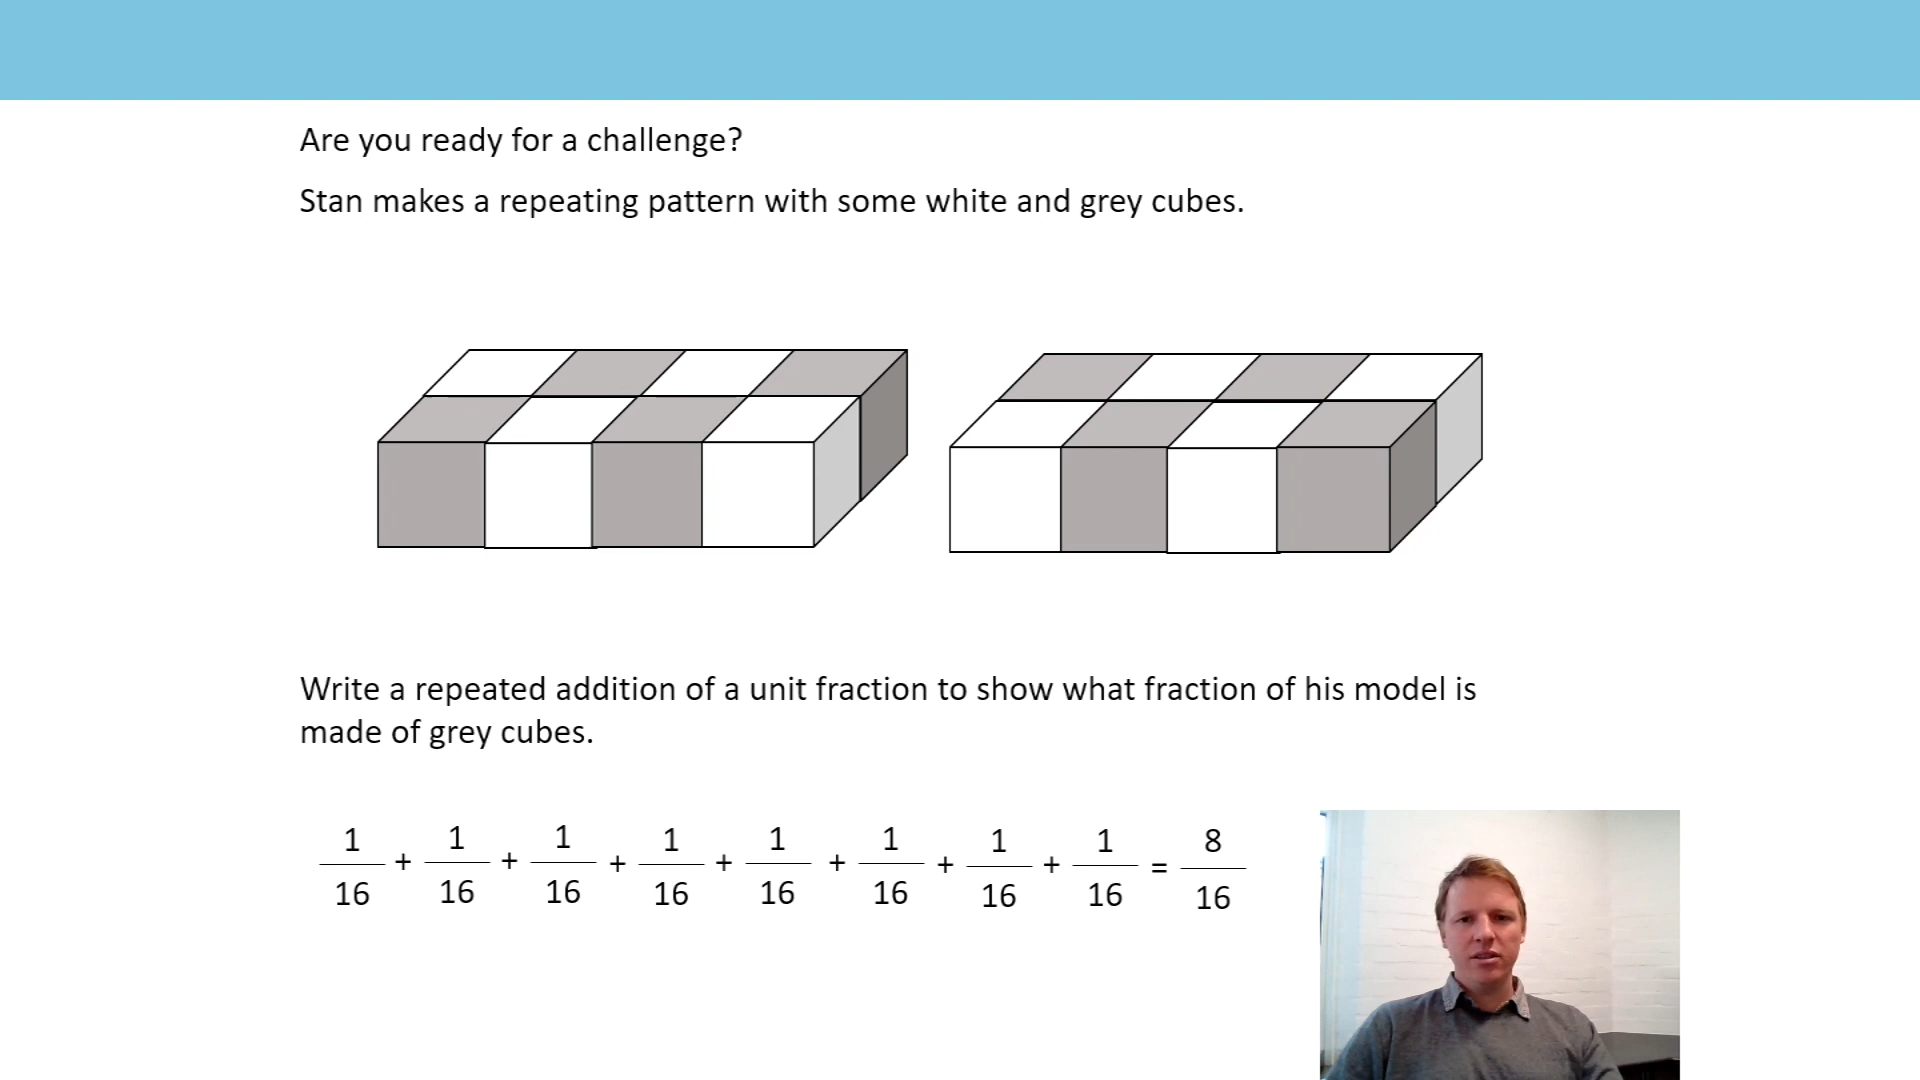 Are you ready for a challenge?
Stan makes a repeating pattern with some white and grey cubes.
Write a repeated addition of a unit fraction to show what fraction of his model is
made of grey cubes.
1/16 + 1/16 + 1/16 + 1/16 + 1/16 + 1/16 + 1/16 + 1/16 = 8/16